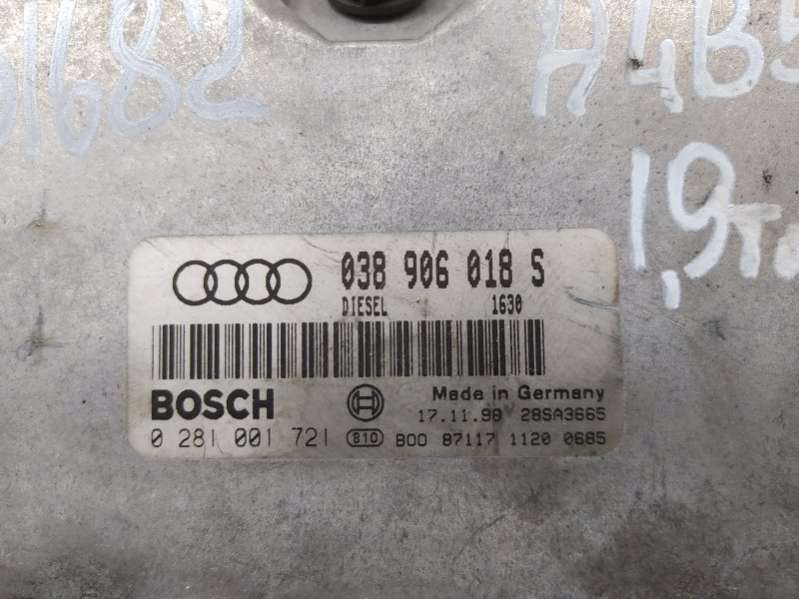 01682
A4B5
1,9
038 906 018 S
DIESEL 1630
BOSCH
Made in Germany
17.11.98 28SA3665
0 281 001 721 B10 B00 87117 1120 0685